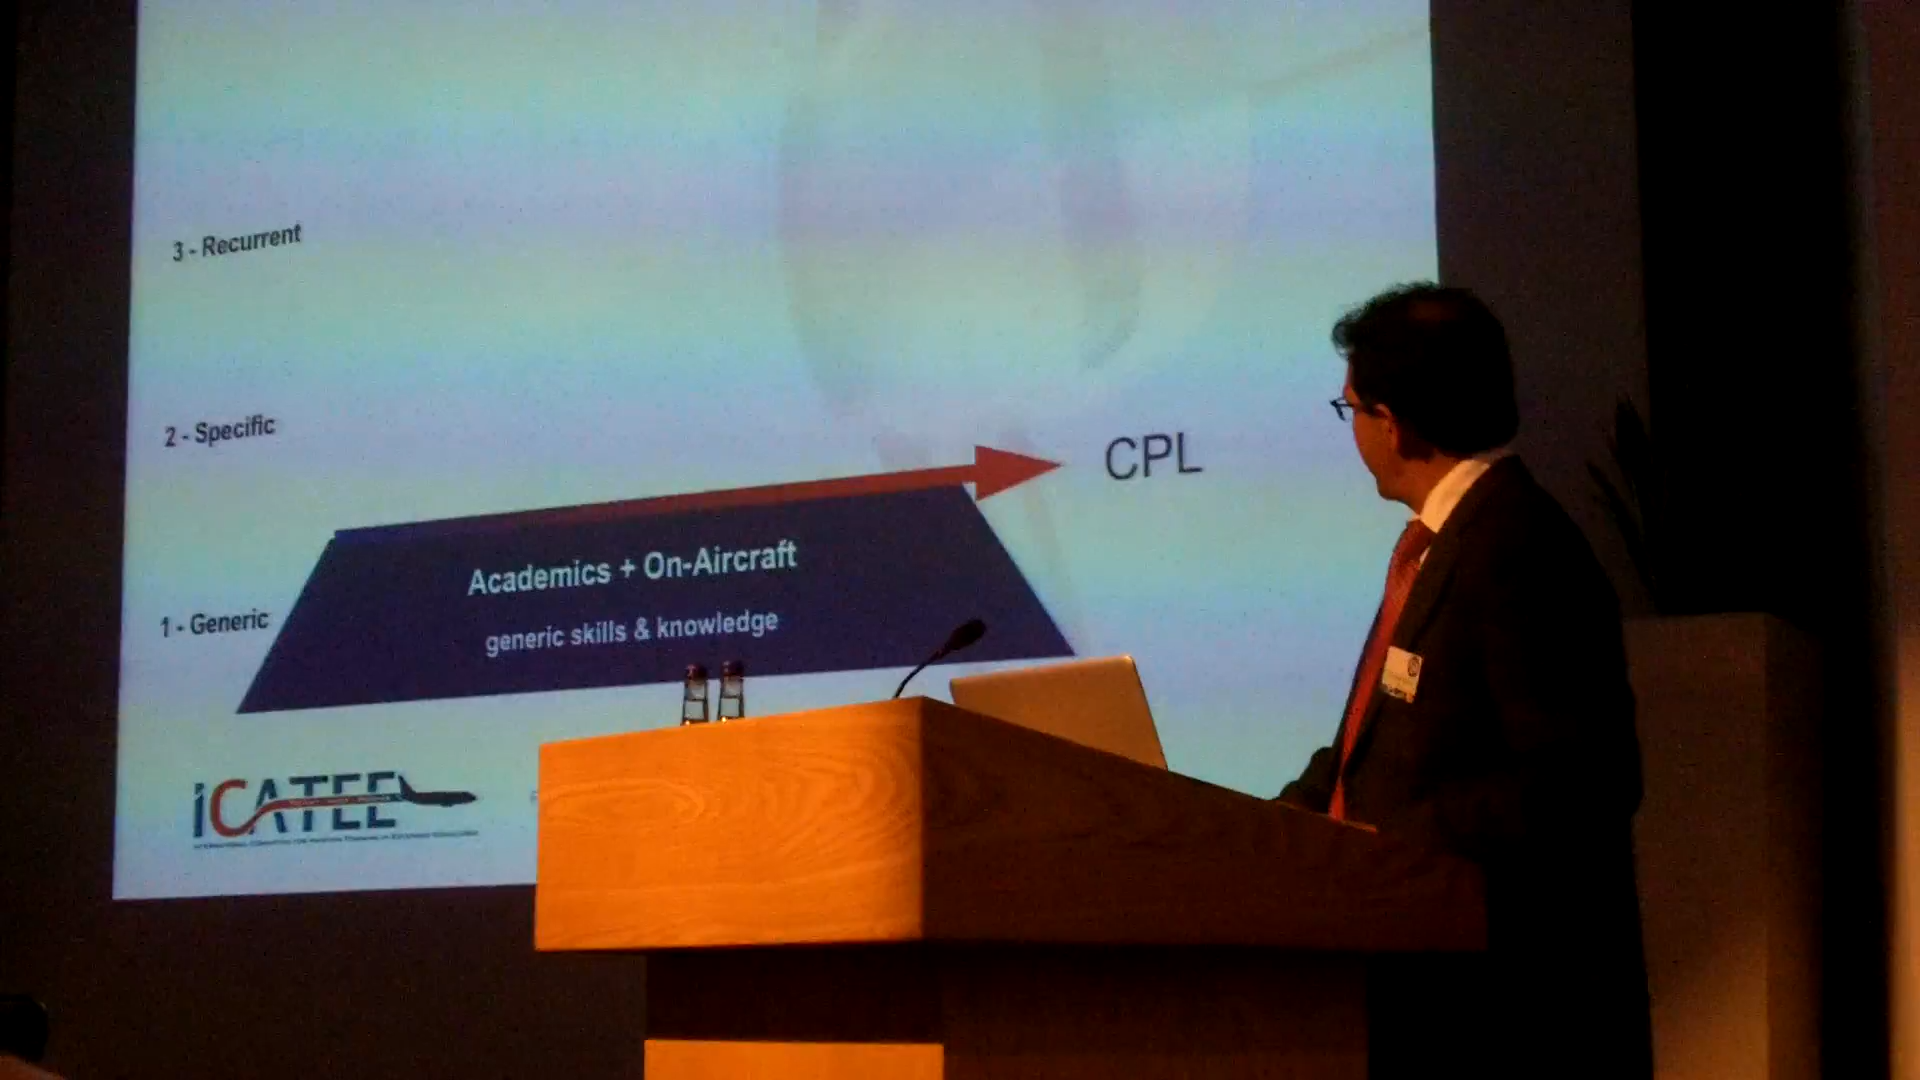 3 - Recurrent
2 - Specific
CPL
Academics + On-Aircraft
1 - Generic
generic skills & knowledge
ICATEE